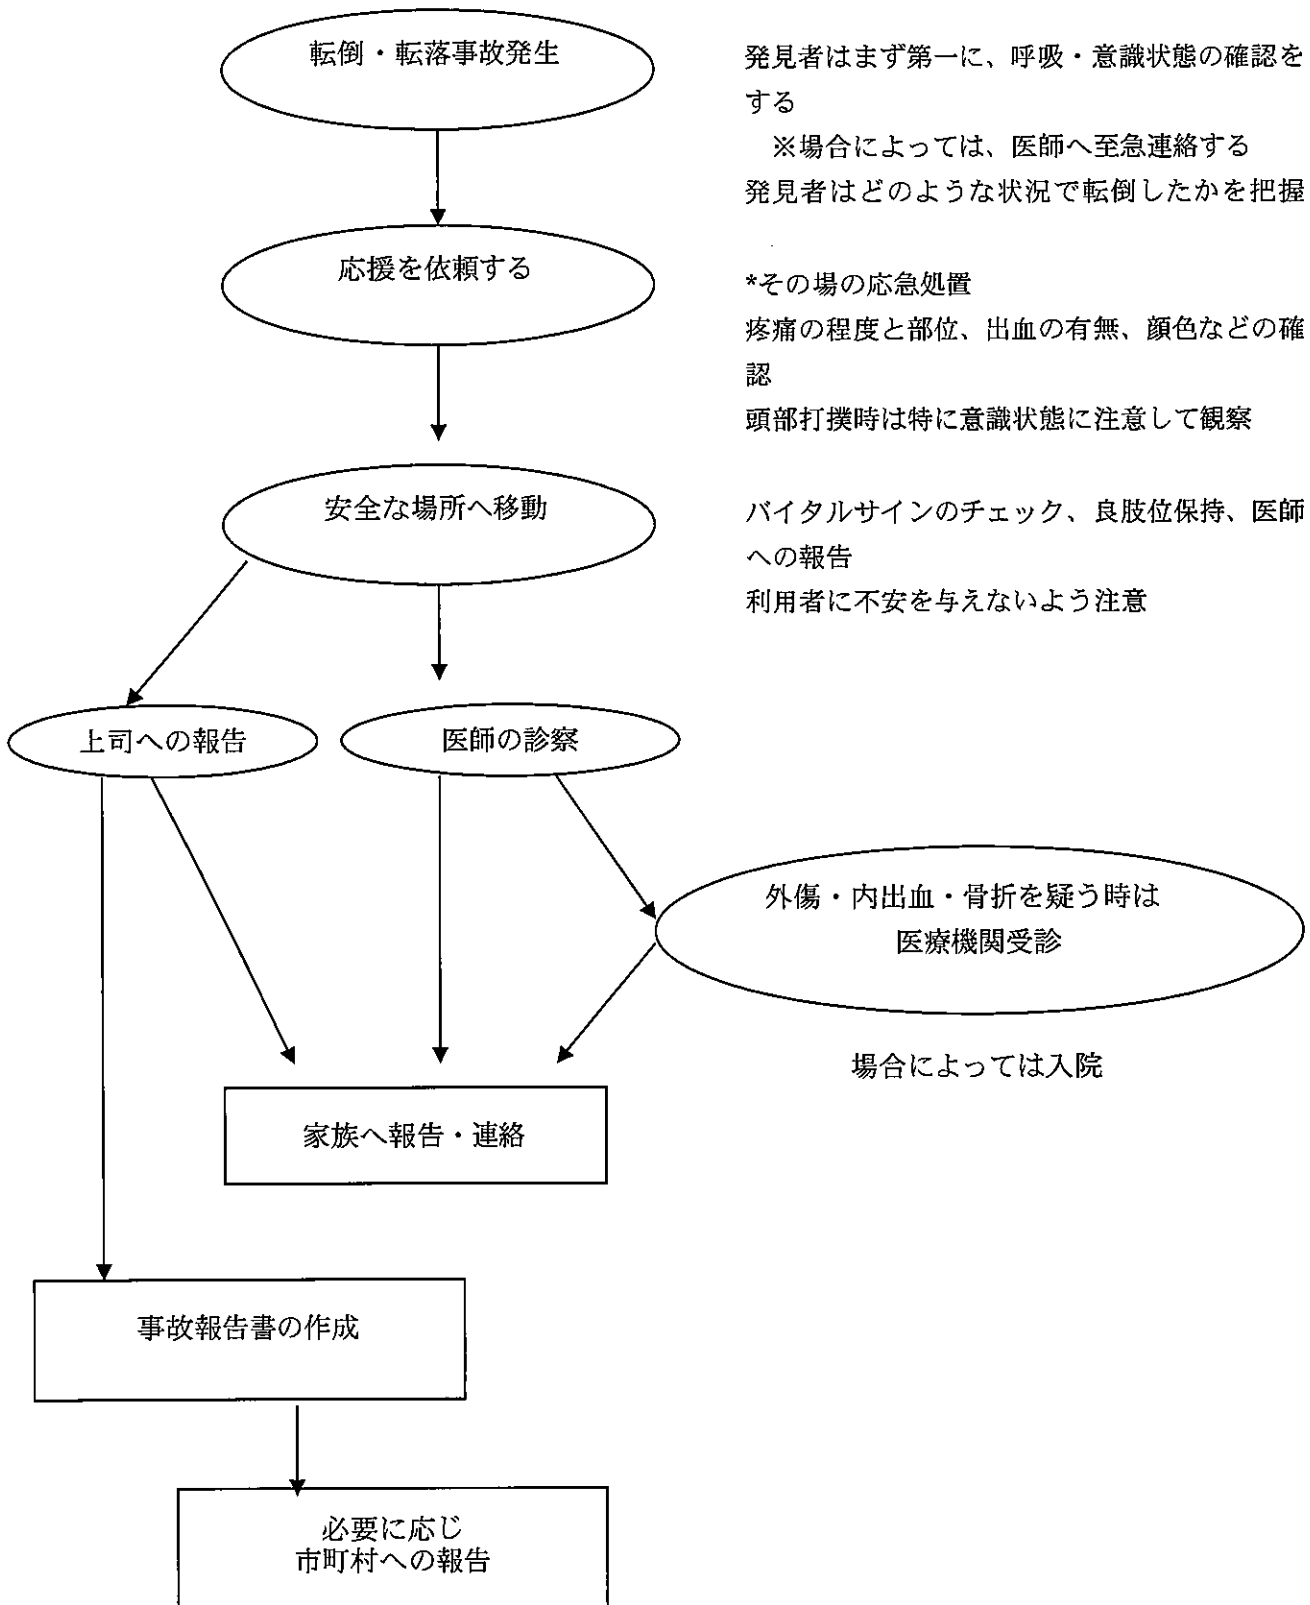 転倒・転落事故発生
発見者はまず第一に、呼吸・意識状態の確認を
する
※場合によっては、医師へ至急連絡する
発見者はどのような状況で転倒したかを把握
応援を依頼する
*その場の応急処置
疼痛の程度と部位、出血の有無、顔色などの確
認
頭部打撲時は特に意識状態に注意して観察
安全な場所へ移動
バイタルサインのチェック、良肢位保持、医師
への報告
利用者に不安を与えないよう注意
上司への報告
医師の診察
外傷・内出血・骨折を疑う時は
医療機関受診
場合によっては入院
家族へ報告・連絡
事故報告書の作成
必要に応じ
市町村への報告